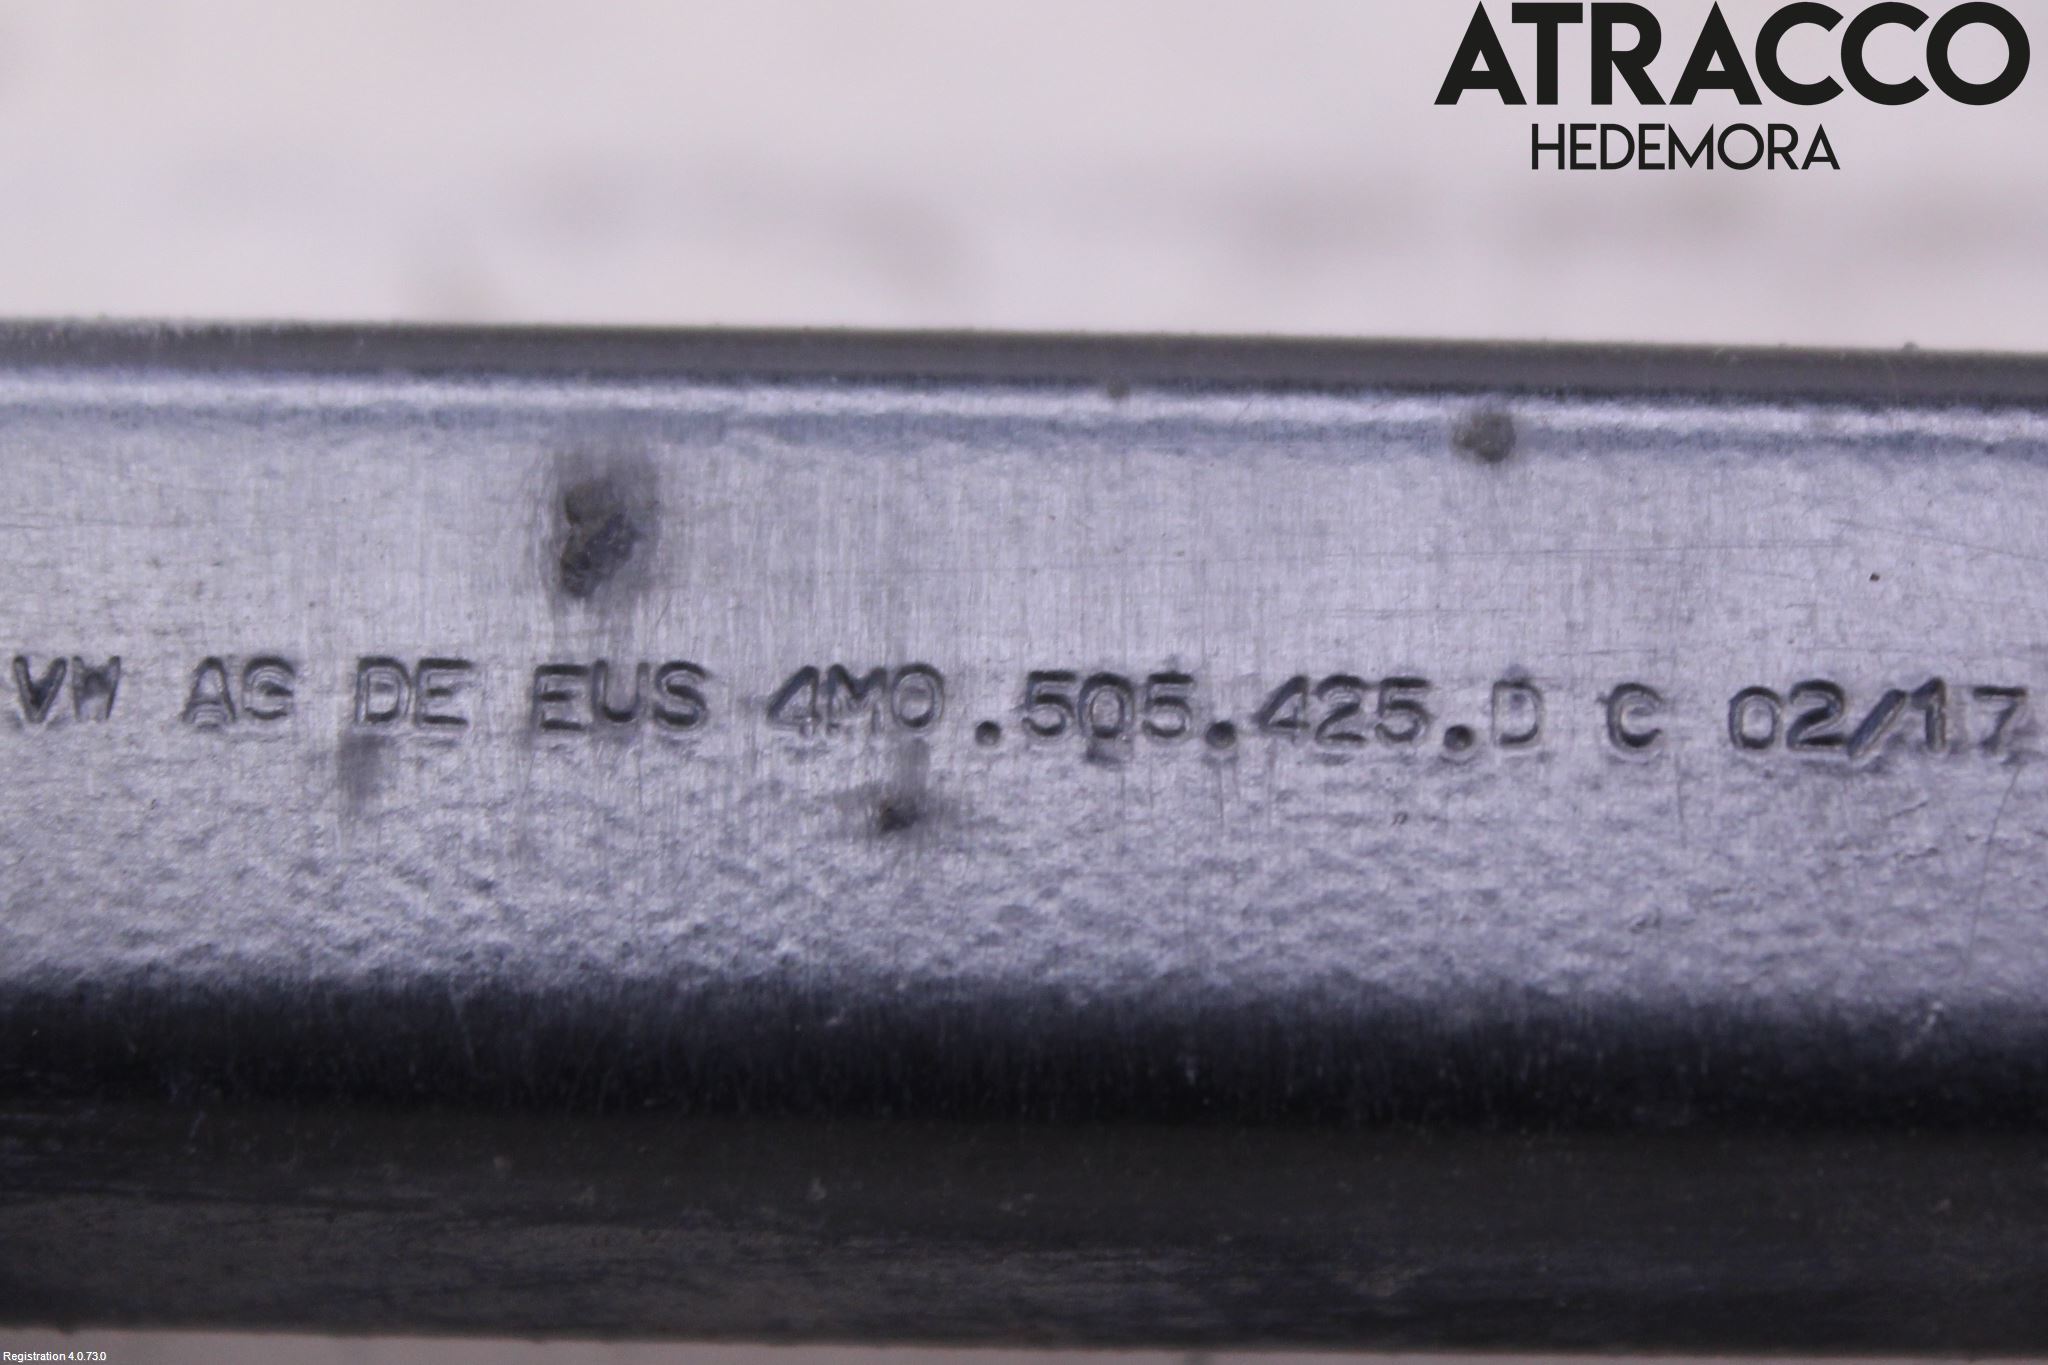 ATRACCO
HEDEMORA
VW AG DE EUS 4M0.505.425.D C 02/17
Registration 4.0.73.0